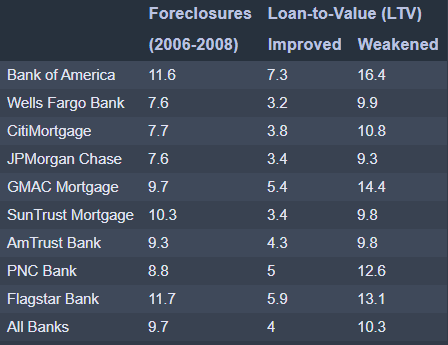 Foreclosures Loan-to-Value (LTV)
(2006-2008) Improved Weakened
Bank of America 11.6 7.3 16.4
Wells Fargo Bank 7.6 3.2 9.9
CitiMortgage 7.7 3.8 10.8
JPMorgan Chase 7.6 3.4 9.3
GMAC Mortgage 9.7 5.4 14.4
SunTrust Mortgage 10.3 3.4 9.8
AmTrust Bank 9.3 4.3 9.8
PNC Bank 8.8 5 12.6
Flagstar Bank 11.7 5.9 13.1
All Banks 9.7 4 10.3